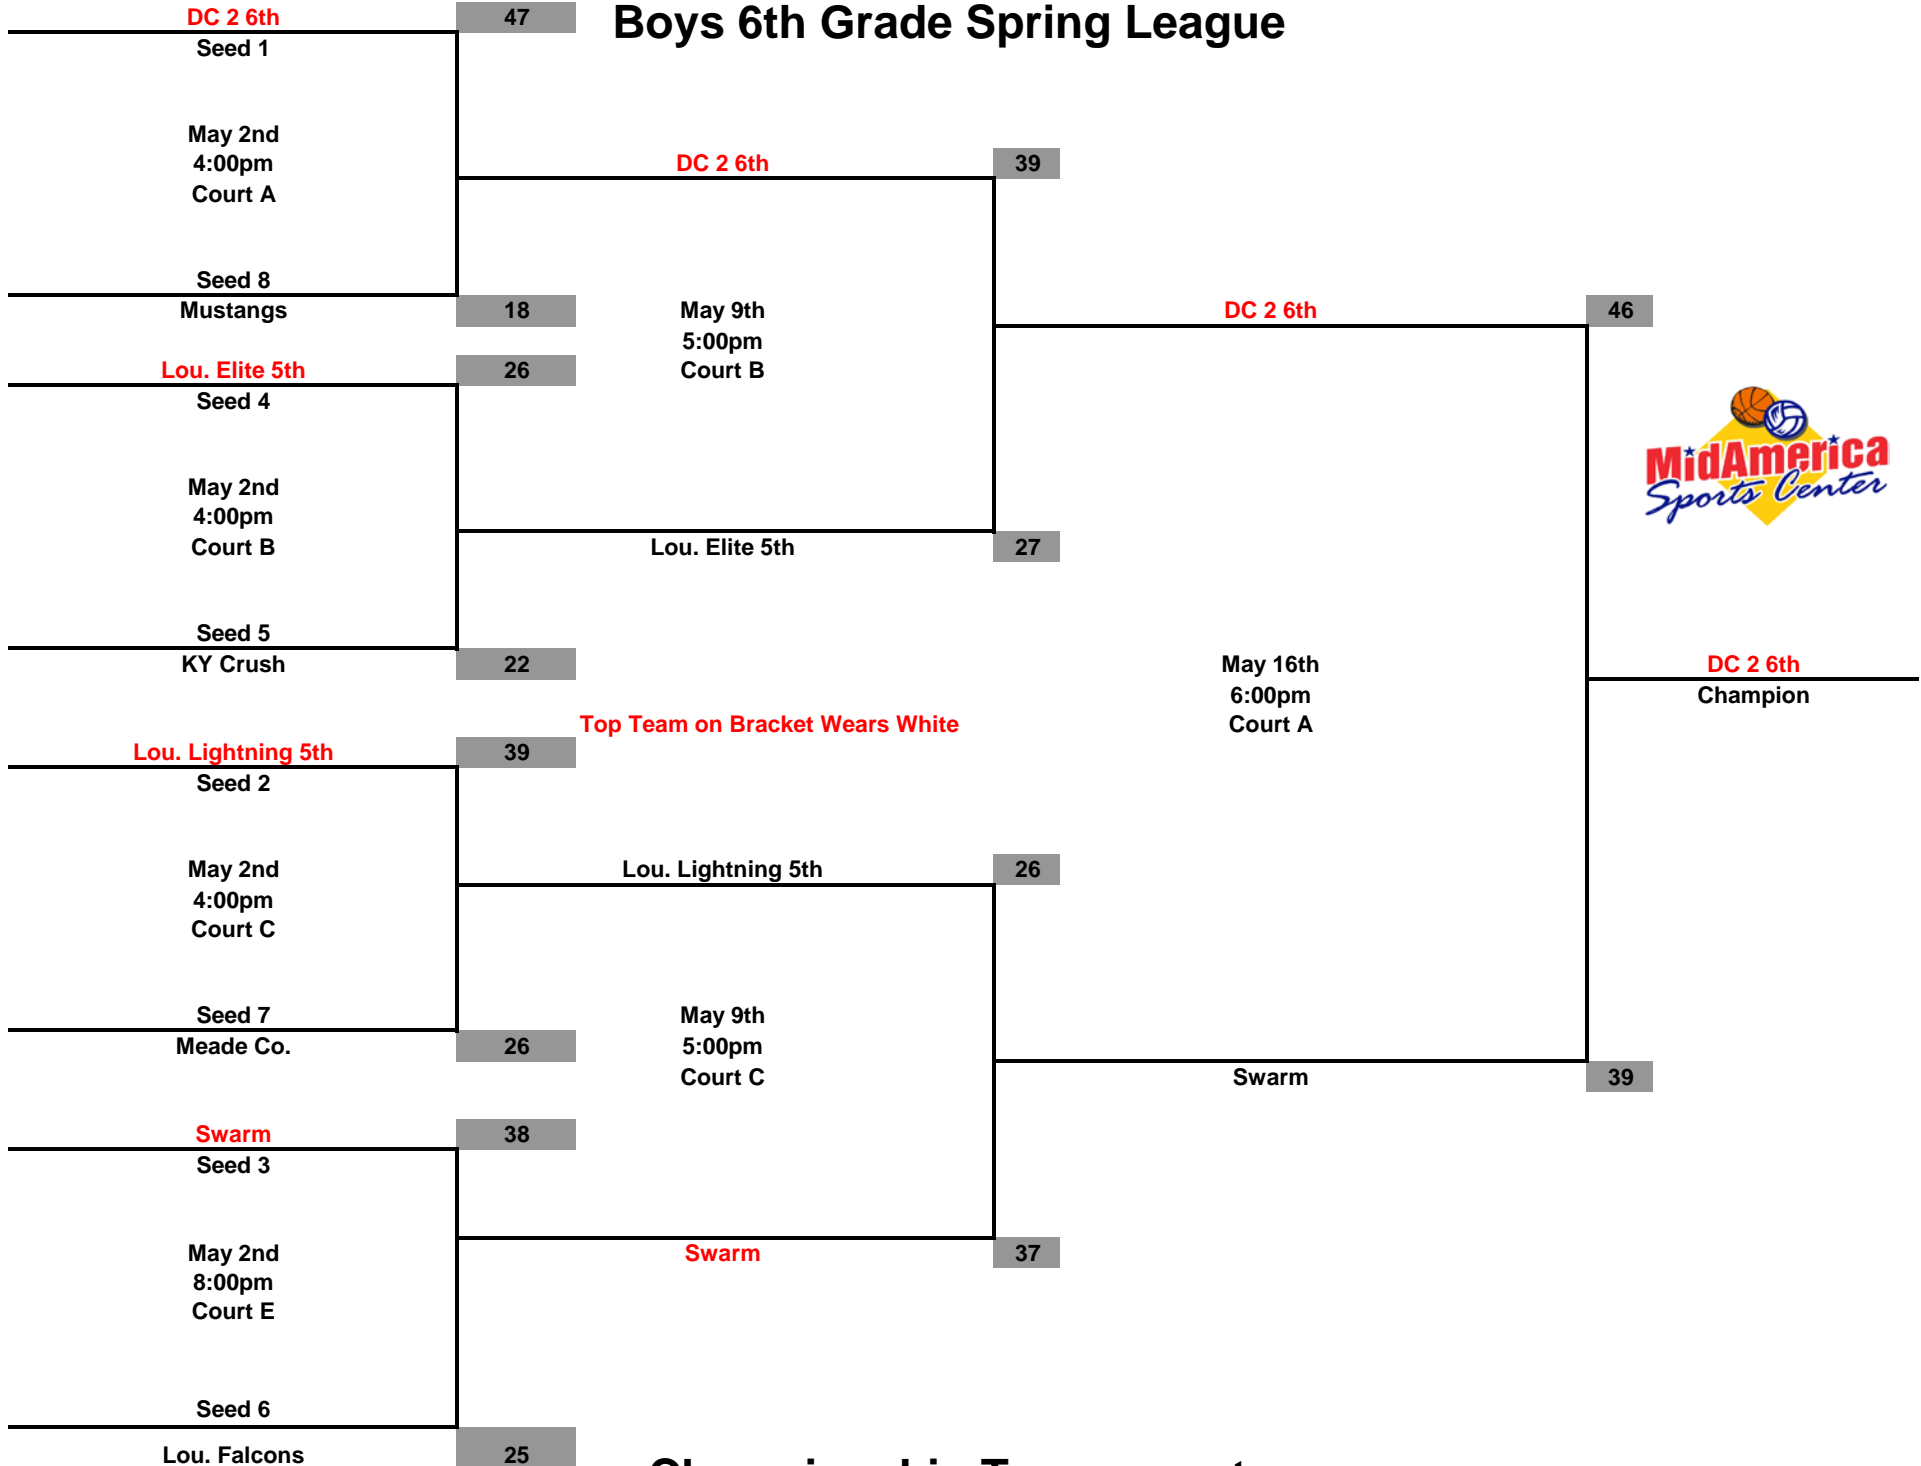 DC 2 6th 47 Boys 6th Grade Spring League
Seed 1
May 2nd
4:00pm
Court A
DC 2 6th 39
Seed 8
Mustangs 18
May 9th
5:00pm
Court B
DC 2 6th 46
Lou. Elite 5th 26
Seed 4
MidAmerica
Sports Center
May 2nd
4:00pm
Court B
Lou. Elite 5th 27
Seed 5
KY Crush 22
May 16th
6:00pm
Court A
DC 2 6th
Champion
Top Team on Bracket Wears White
Lou. Lightning 5th 39
Seed 2
May 2nd
4:00pm
Court C
Lou. Lightning 5th 26
Seed 7
Meade Co. 26
May 9th
5:00pm
Court C
Swarm 39
Swarm 38
Seed 3
May 2nd
8:00pm
Court E
Swarm 37
Seed 6
Lou. Falcons 25
Championship Tournament